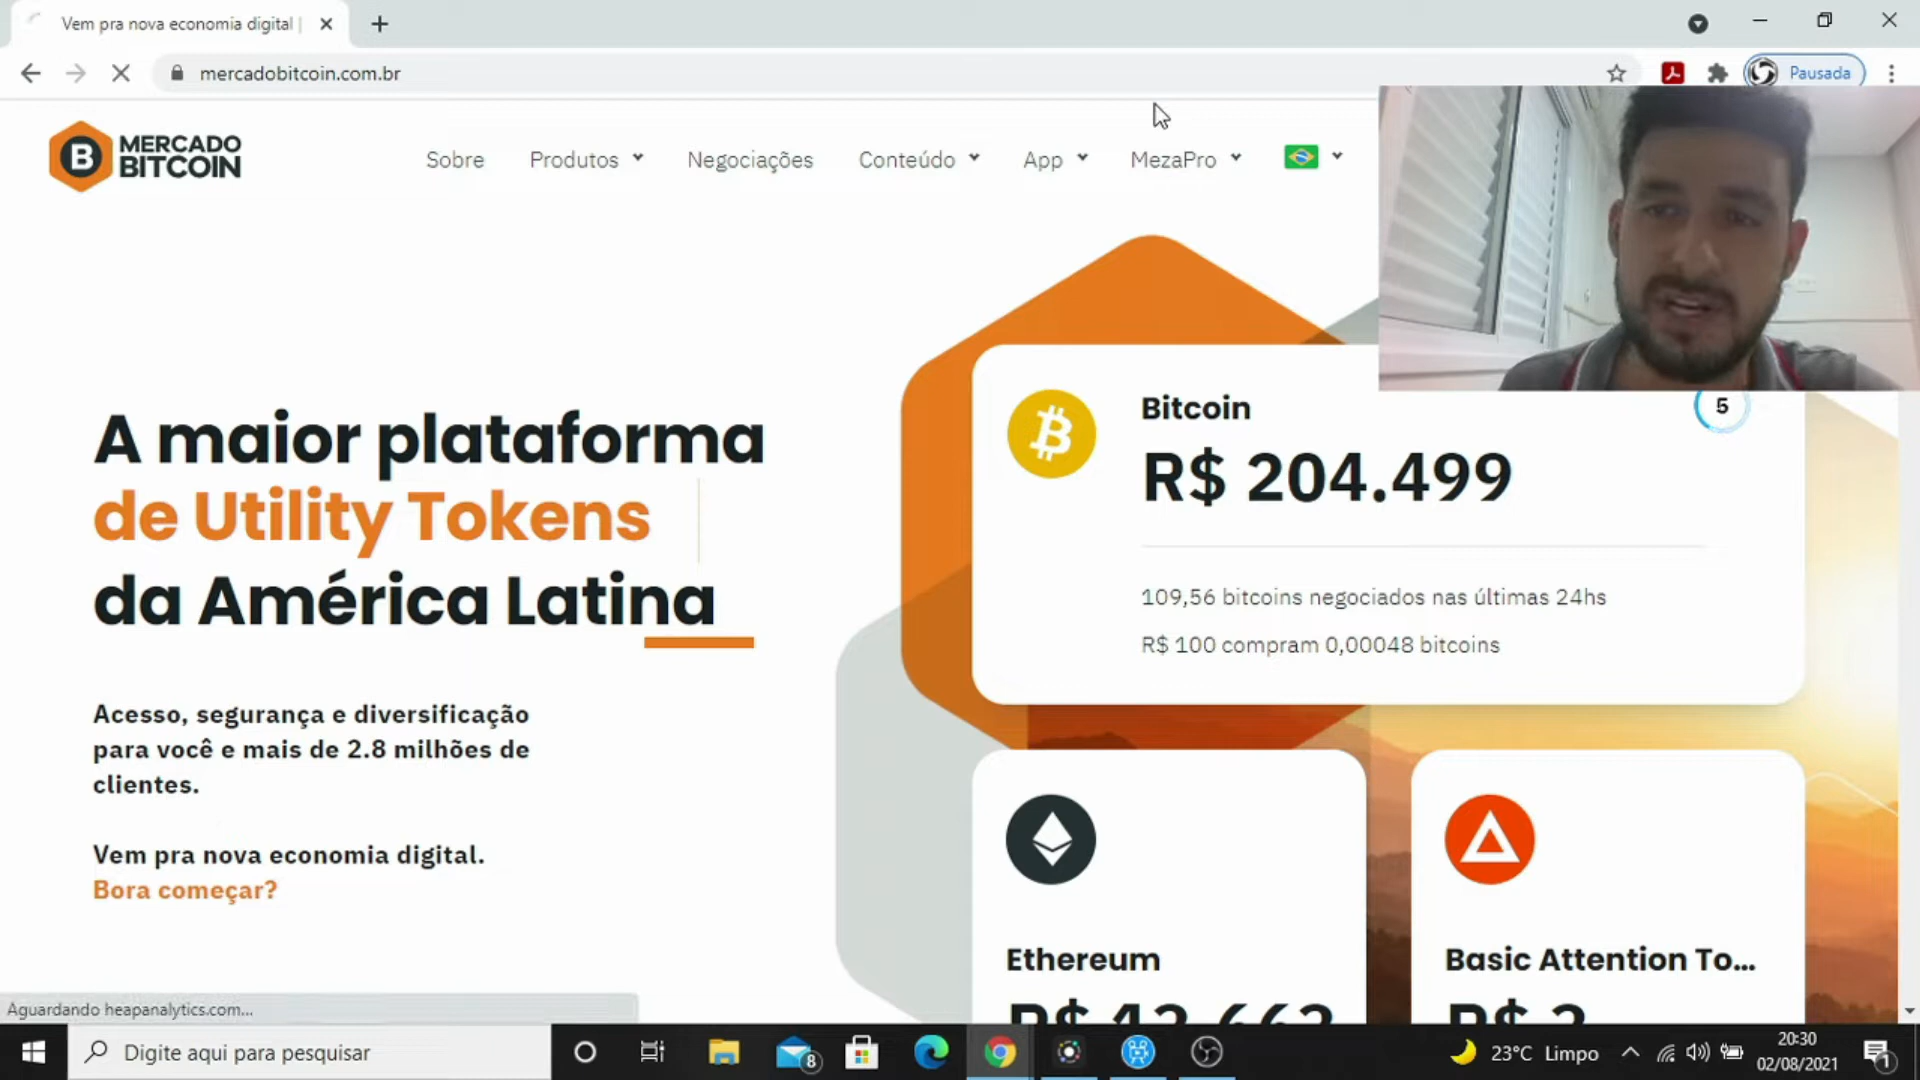 Vem pra nova economia digital |
mercadobitcoin.com.br
Pausada
MERCADO
BITCOIN
Sobre
Produtos
Negociações
Conteúdo
App
MezaPro
A maior plataforma
de Utility Tokens
da América Latina
Acesso, segurança e diversificação
para você e mais de 2.8 milhões de
clientes.
Vem pra nova economia digital.
Bora começar?
Bitcoin
5
R$ 204.499
109,56 bitcoins negociados nas últimas 24hs
R$ 100 compram 0,00048 bitcoins
Ethereum
Basic Attention To...
Aguardando heapanalytics.com...
Digite aqui para pesquisar
8
23°C Limpo
20:30
02/08/2021
1